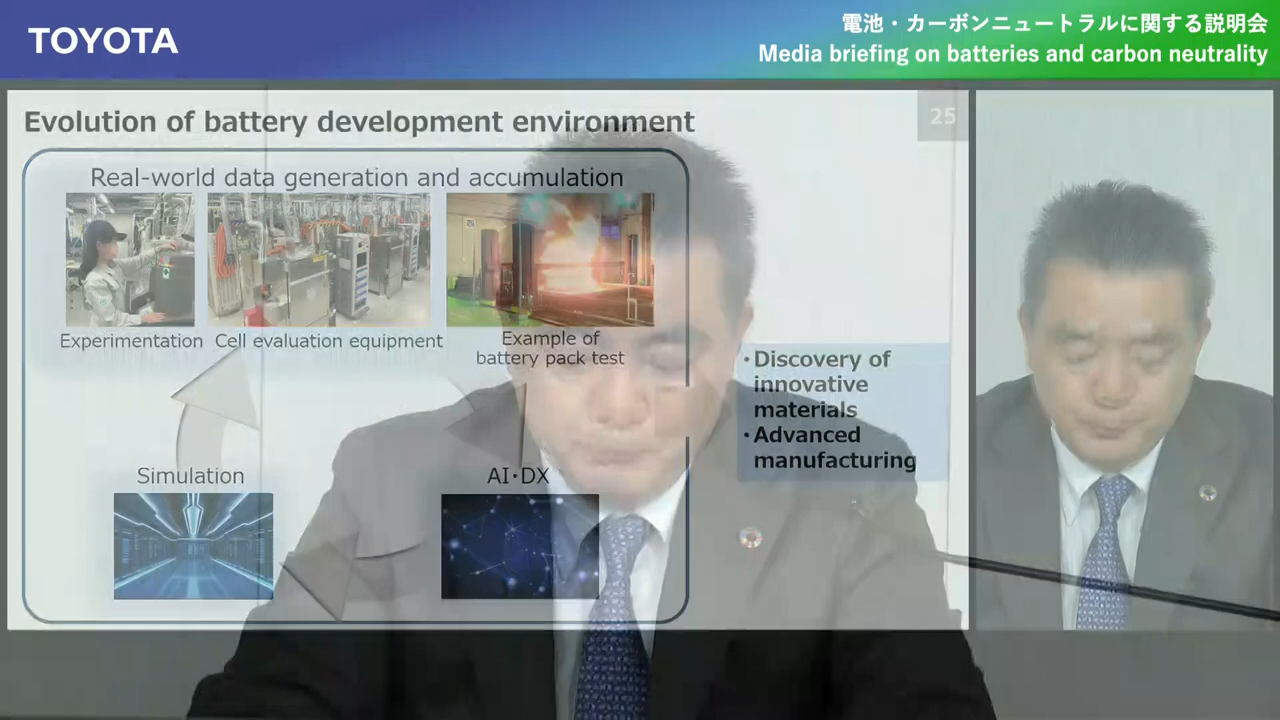 TOYOTA
電池・カーボンニュートラルに関する説明会
Media briefing on batteries and carbon neutrality
Evolution of battery development environment
25
Real-world data generation and accumulation
Experimentation
Cell evaluation equipment
Example of
battery pack test
・Discovery of
innovative
materials
・Advanced
manufacturing
Simulation
AI・DX